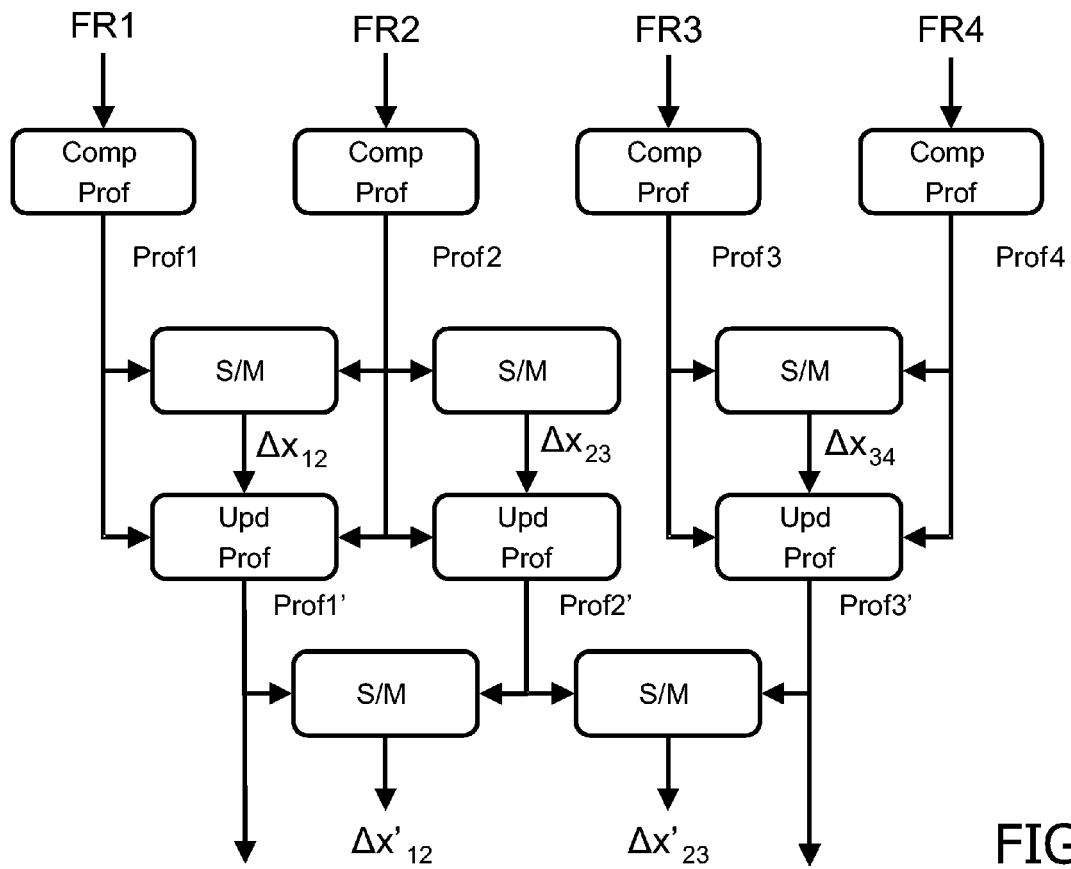 FR1 FR2 FR3 FR4
Comp Comp Comp Comp
Prof Prof Prof Prof
Prof1 Prof2 Prof3 Prof4
S/M S/M S/M
Δx12 Δx23 Δx34
Upd Upd Upd
Prof Prof Prof
Prof1’ Prof2’ Prof3’
S/M S/M
Δx’12 Δx’23
FIG